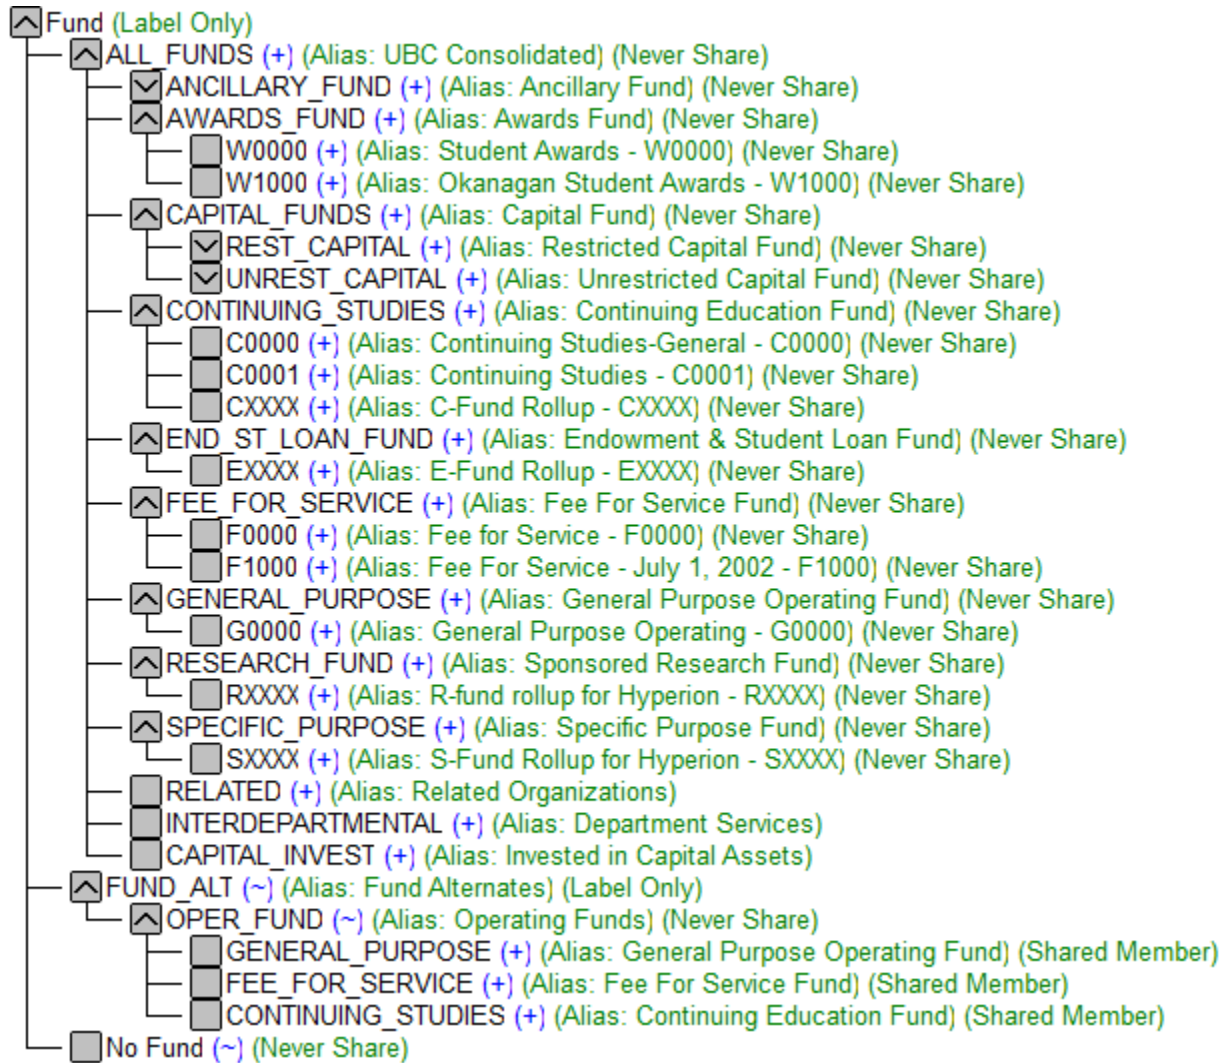 Fund (Label Only)
ALL_FUNDS (+) (Alias: UBC Consolidated) (Never Share)
ANCILLARY_FUND (+) (Alias: Ancillary Fund) (Never Share)
AWARDS_FUND (+) (Alias: Awards Fund) (Never Share)
W0000 (+) (Alias: Student Awards - W0000) (Never Share)
W1000 (+) (Alias: Okanagan Student Awards - W1000) (Never Share)
CAPITAL_FUNDS (+) (Alias: Capital Fund) (Never Share)
REST_CAPITAL (+) (Alias: Restricted Capital Fund) (Never Share)
UNREST_CAPITAL (+) (Alias: Unrestricted Capital Fund) (Never Share)
CONTINUING_STUDIES (+) (Alias: Continuing Education Fund) (Never Share)
C0000 (+) (Alias: Continuing Studies-General - C0000) (Never Share)
C0001 (+) (Alias: Continuing Studies - C0001) (Never Share)
CXXXX (+) (Alias: C-Fund Rollup - CXXXX) (Never Share)
END_ST_LOAN_FUND (+) (Alias: Endowment & Student Loan Fund) (Never Share)
EXXXX (+) (Alias: E-Fund Rollup - EXXXX) (Never Share)
FEE_FOR_SERVICE (+) (Alias: Fee For Service Fund) (Never Share)
F0000 (+) (Alias: Fee for Service - F0000) (Never Share)
F1000 (+) (Alias: Fee For Service - July 1, 2002 - F1000) (Never Share)
GENERAL_PURPOSE (+) (Alias: General Purpose Operating Fund) (Never Share)
G0000 (+) (Alias: General Purpose Operating - G0000) (Never Share)
RESEARCH_FUND (+) (Alias: Sponsored Research Fund) (Never Share)
RXXXX (+) (Alias: R-fund rollup for Hyperion - RXXXX) (Never Share)
SPECIFIC_PURPOSE (+) (Alias: Specific Purpose Fund) (Never Share)
SXXXX (+) (Alias: S-Fund Rollup for Hyperion - SXXXX) (Never Share)
RELATED (+) (Alias: Related Organizations)
INTERDEPARTMENTAL (+) (Alias: Department Services)
CAPITAL_INVEST (+) (Alias: Invested in Capital Assets)
FUND_ALT (~) (Alias: Fund Alternates) (Label Only)
OPER_FUND (~) (Alias: Operating Funds) (Never Share)
GENERAL_PURPOSE (+) (Alias: General Purpose Operating Fund) (Shared Member)
FEE_FOR_SERVICE (+) (Alias: Fee For Service Fund) (Shared Member)
CONTINUING_STUDIES (+) (Alias: Continuing Education Fund) (Shared Member)
No Fund (~) (Never Share)